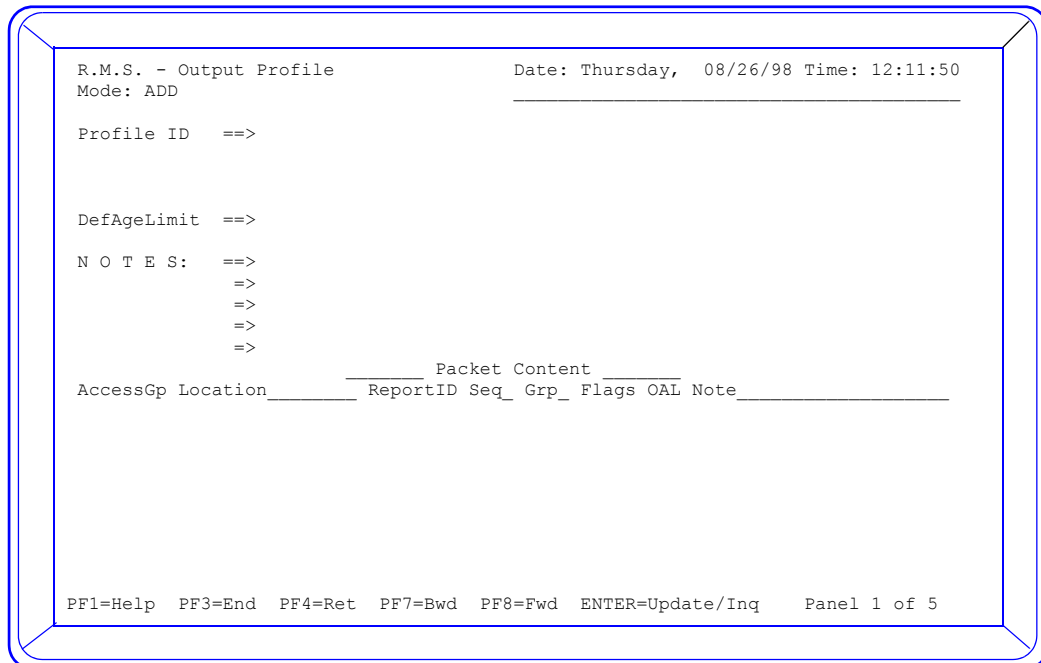 R.M.S. - Output Profile Date: Thursday, 08/26/98 Time: 12:11:50
Mode: ADD ________________________________________
Profile ID ==>
DefAgeLimit ==>
N O T E S: ==>
=>
=>
=>
=>
_______ Packet Content _______
AccessGp Location________ ReportID Seq_ Grp_ Flags OAL Note___________________
PF1=Help PF3=End PF4=Ret PF7=Bwd PF8=Fwd ENTER=Update/Inq Panel 1 of 5